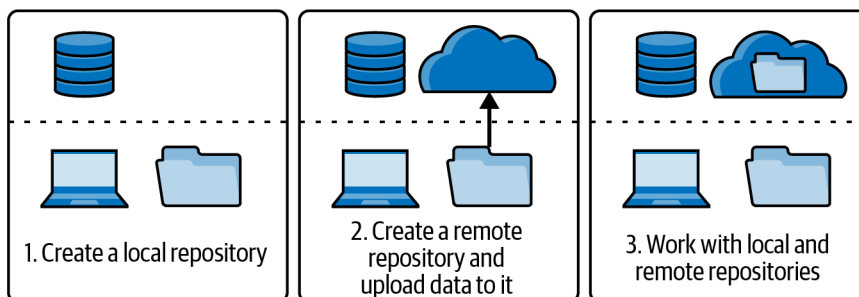 1. Create a local repository
2. Create a remote
repository and
upload data to it
3. Work with local and
remote repositories